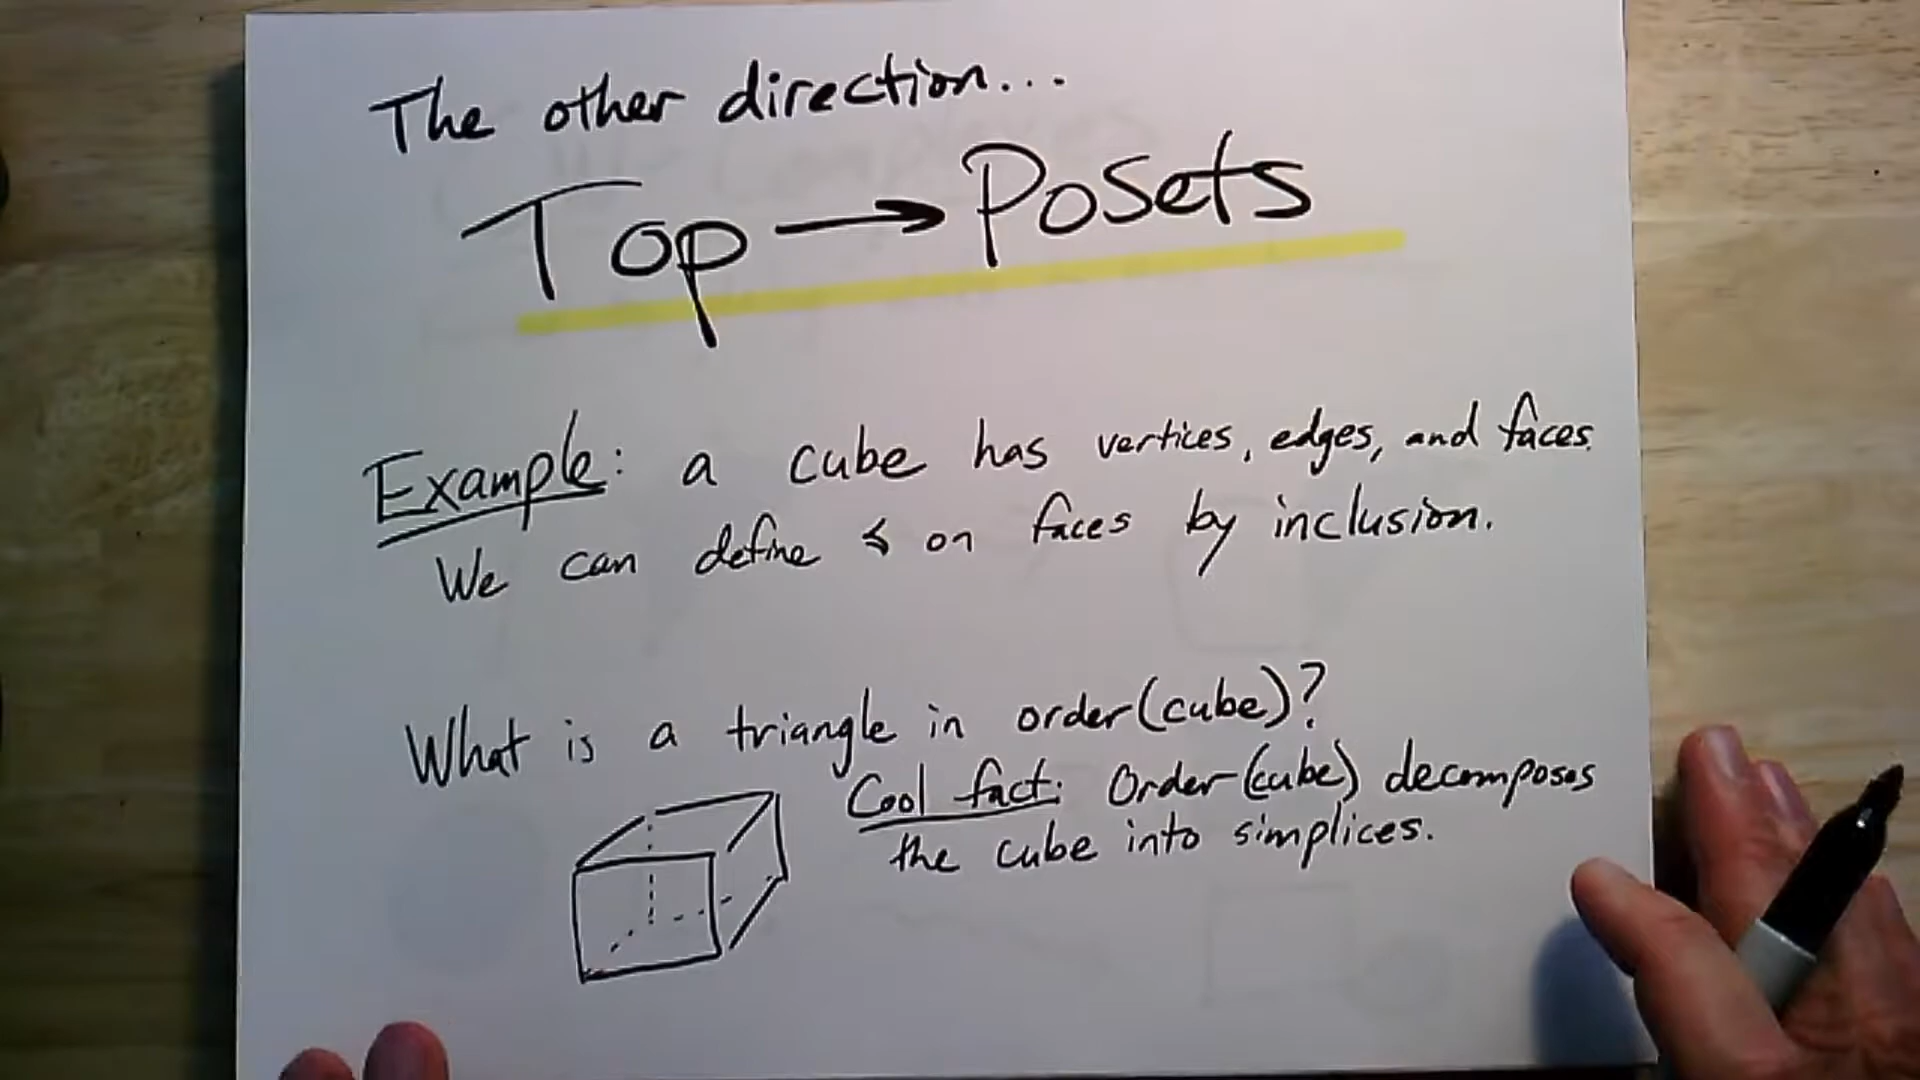 The other direction...
Top → Posets
Example: a cube has vertices, edges, and faces.
We can define ≤ on faces by inclusion.
What is a triangle in order(cube)?
Cool fact: Order(cube) decomposes
the cube into simplices.